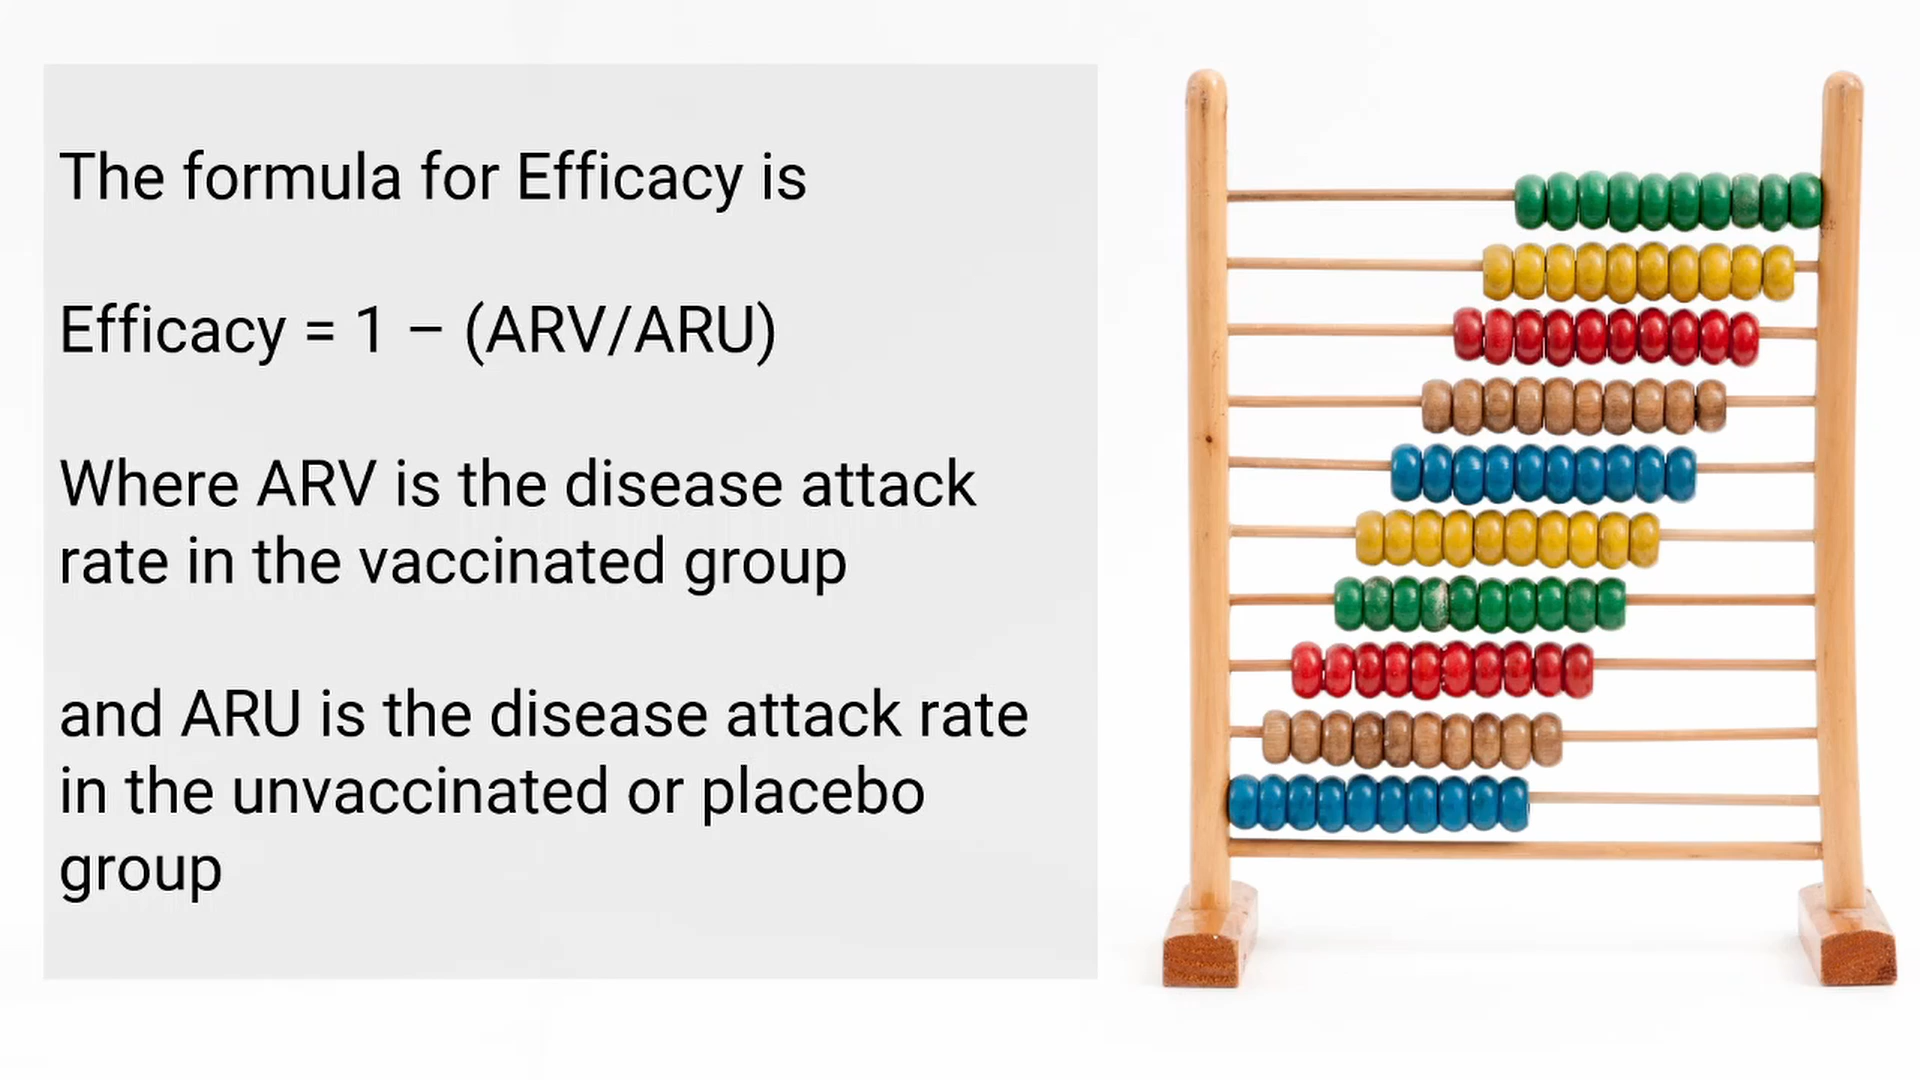 The formula for Efficacy is
Efficacy = 1 – (ARV/ARU)
Where ARV is the disease attack
rate in the vaccinated group
and ARU is the disease attack rate
in the unvaccinated or placebo
group